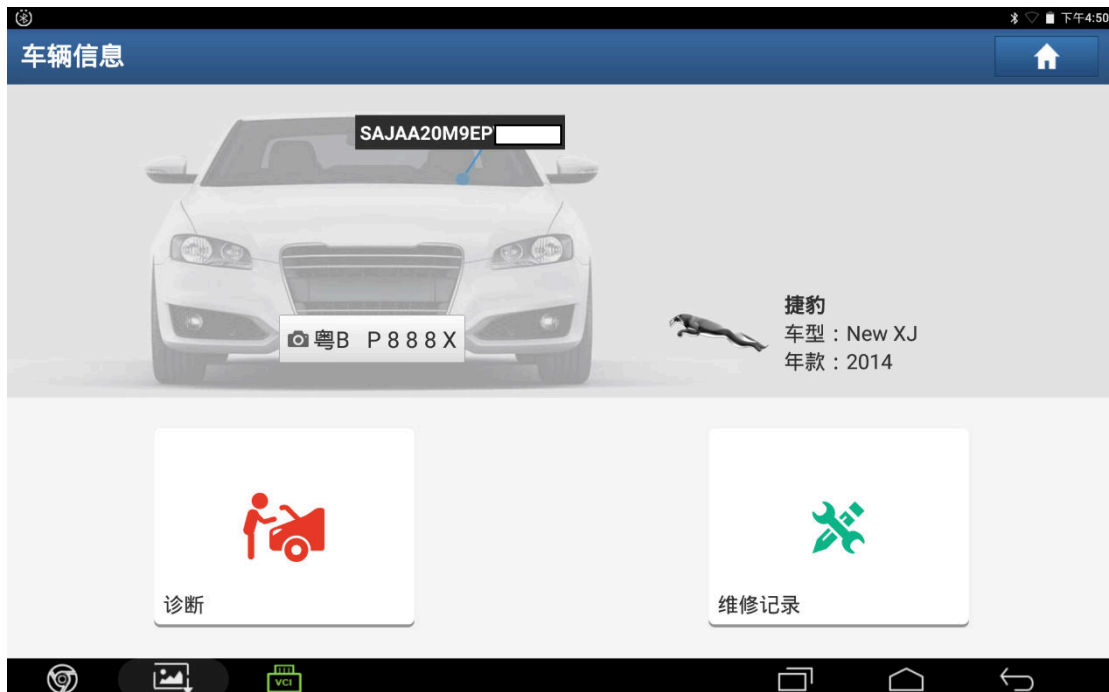 下午4:50
车辆信息
SAJAA20M9EP
粤B P888X
捷豹
车型：New XJ
年款：2014
诊断
维修记录
VCI